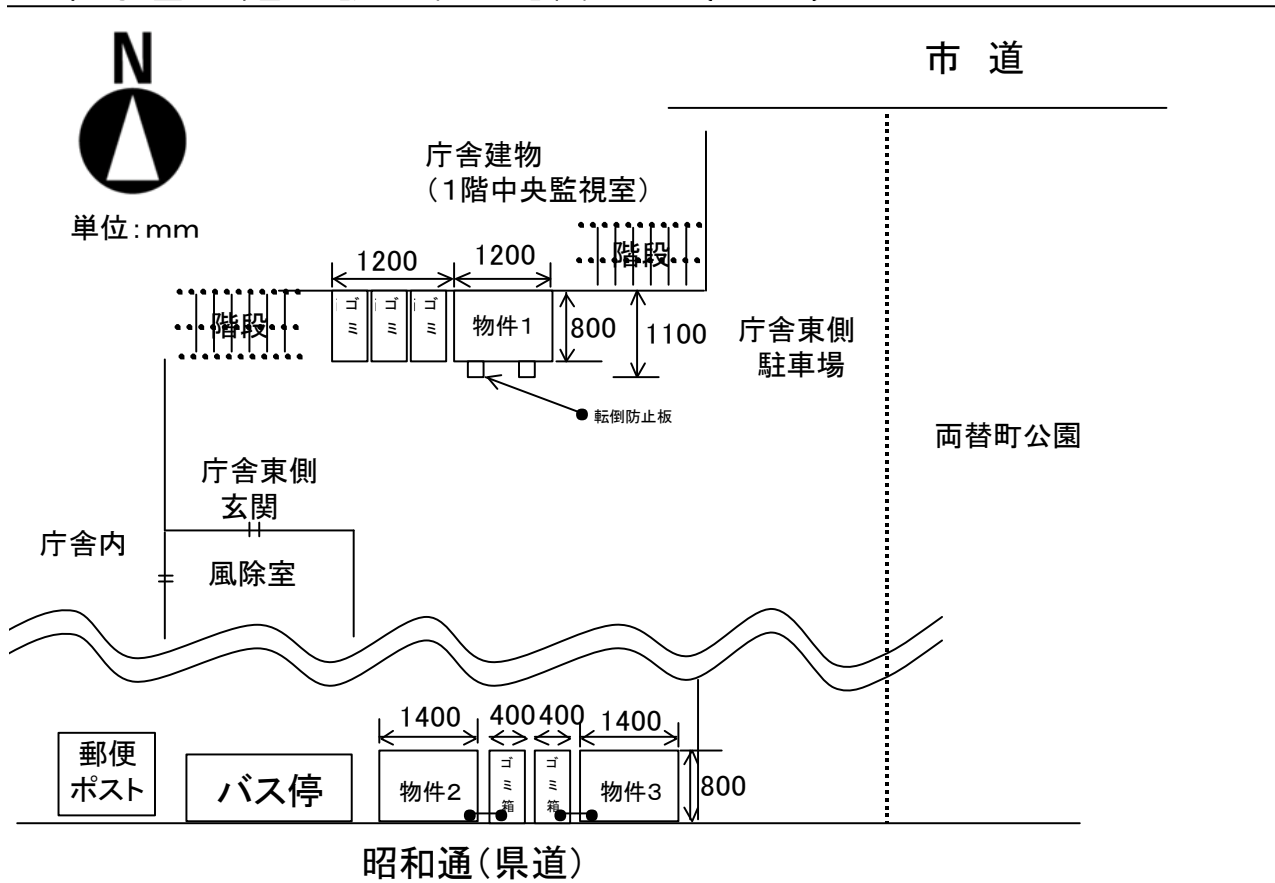 市 道
N
単位：mm
庁舎建物
（1階中央監視室）
階段
1200
1200
階段
ゴミ
ゴミ
ゴミ
物件1
800
1100
庁舎東側
駐車場
転倒防止板
両替町公園
庁舎東側
玄関
庁舎内
風除室
1400
400
400
1400
郵便
ポスト
バス停
物件2
ゴミ箱
ゴミ箱
物件3
800
昭和通（県道）